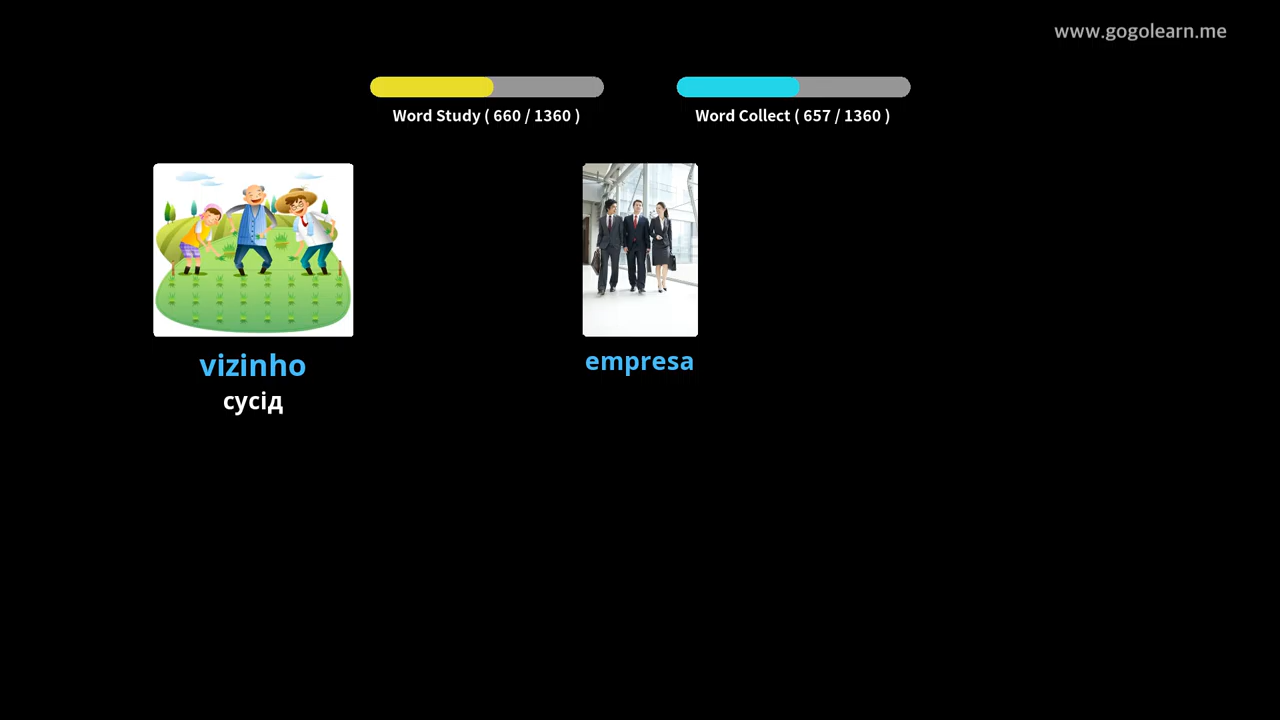 www.gogolearn.me
Word Study ( 660 / 1360 )
Word Collect ( 657 / 1360 )
vizinho
сусід
empresa